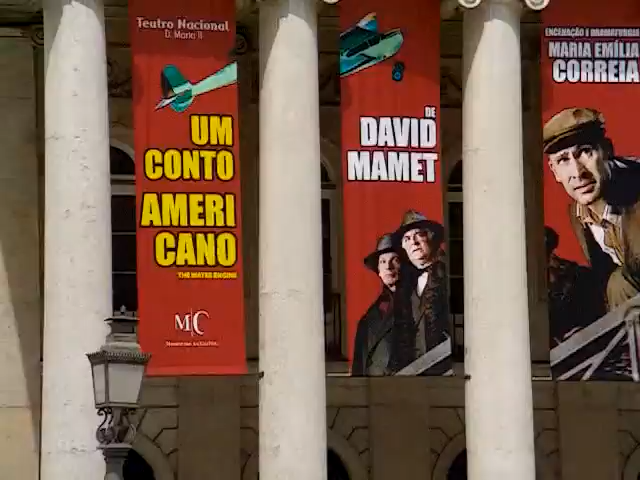 Teatro Nacional
D. Maria II
UM
CONTO
AMERI
CANO
THE WATER ENGINE
M|C
DE
DAVID
MAMET
ENCENAÇÃO E DRAMATURGIA
MARIA EMÍLIA
CORREIA